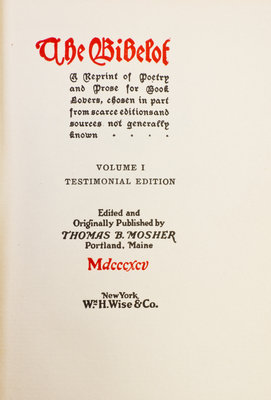 The Bibelot
A Reprint of Poetry
and Prose for Book
Lovers, chosen in part
from scarce editions and
sources not generally
known . . . .
VOLUME I
TESTIMONIAL EDITION
Edited and
Originally Published by
THOMAS B. MOSHER
Portland, Maine
Mdcccxcv
New York
Wm. H. Wise & Co.